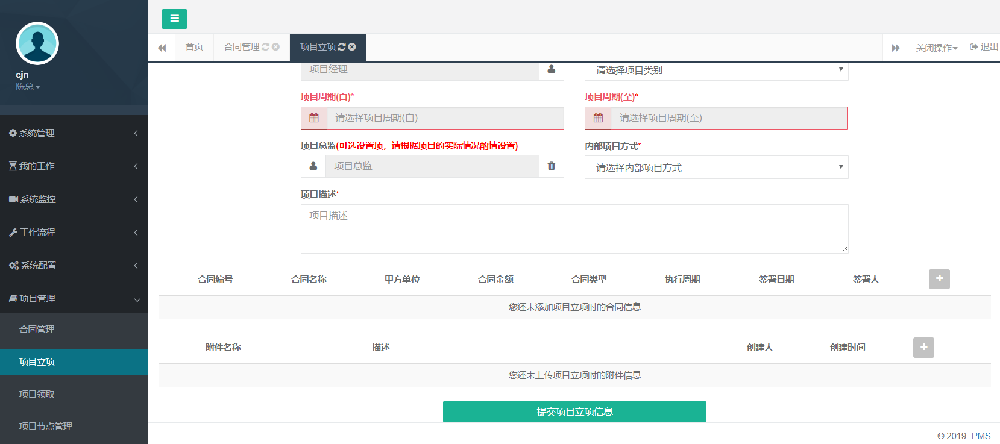 cjn
陈总
系统管理
我的工作
系统监控
工作流程
系统配置
项目管理
合同管理
项目立项
项目领取
项目节点管理
首页
合同管理
项目立项
关闭操作
退出
项目经理
请选择项目类别
项目周期(自)*
项目周期(至)*
请选择项目周期(自)
请选择项目周期(至)
项目总监(可选设置项，请根据项目的实际情况酌情设置)
内部项目方式*
项目总监
请选择内部项目方式
项目描述*
项目描述
合同编号 合同名称 甲方单位 合同金额 合同类型 执行周期 签署日期 签署人
您还未添加项目立项时的合同信息
附件名称 描述 创建人 创建时间
您还未上传项目立项时的附件信息
提交项目立项信息
© 2019- PMS